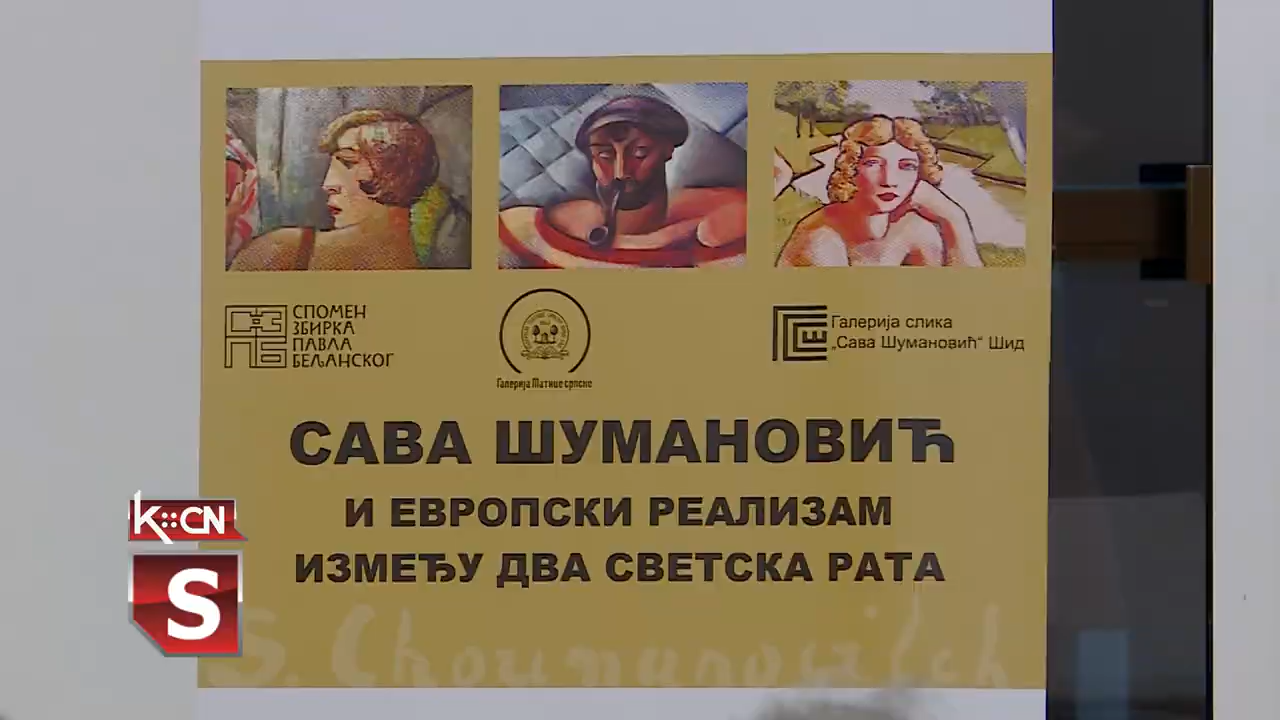 СПОМЕН
ЗБИРКА
ПАВЛА
БЕЉАНСКОГ
Галерија Матице српске
Галерија слика
„Сава Шумановић“ Шид
САВА ШУМАНОВИЋ
И ЕВРОПСКИ РЕАЛИЗАМ
ИЗМЕЂУ ДВА СВЕТСКА РАТА
S. Choumanovitch
K::CN
S